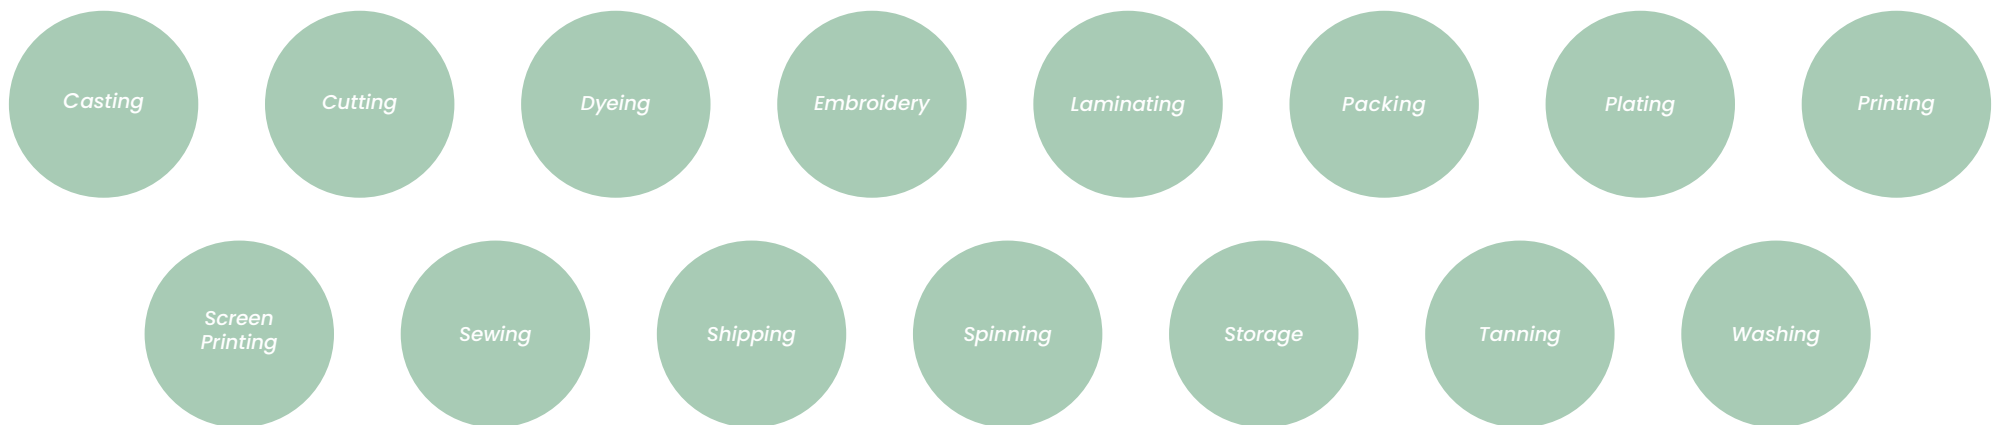 Casting
Cutting
Dyeing
Embroidery
Laminating
Packing
Plating
Printing
Screen
Printing
Sewing
Shipping
Spinning
Storage
Tanning
Washing